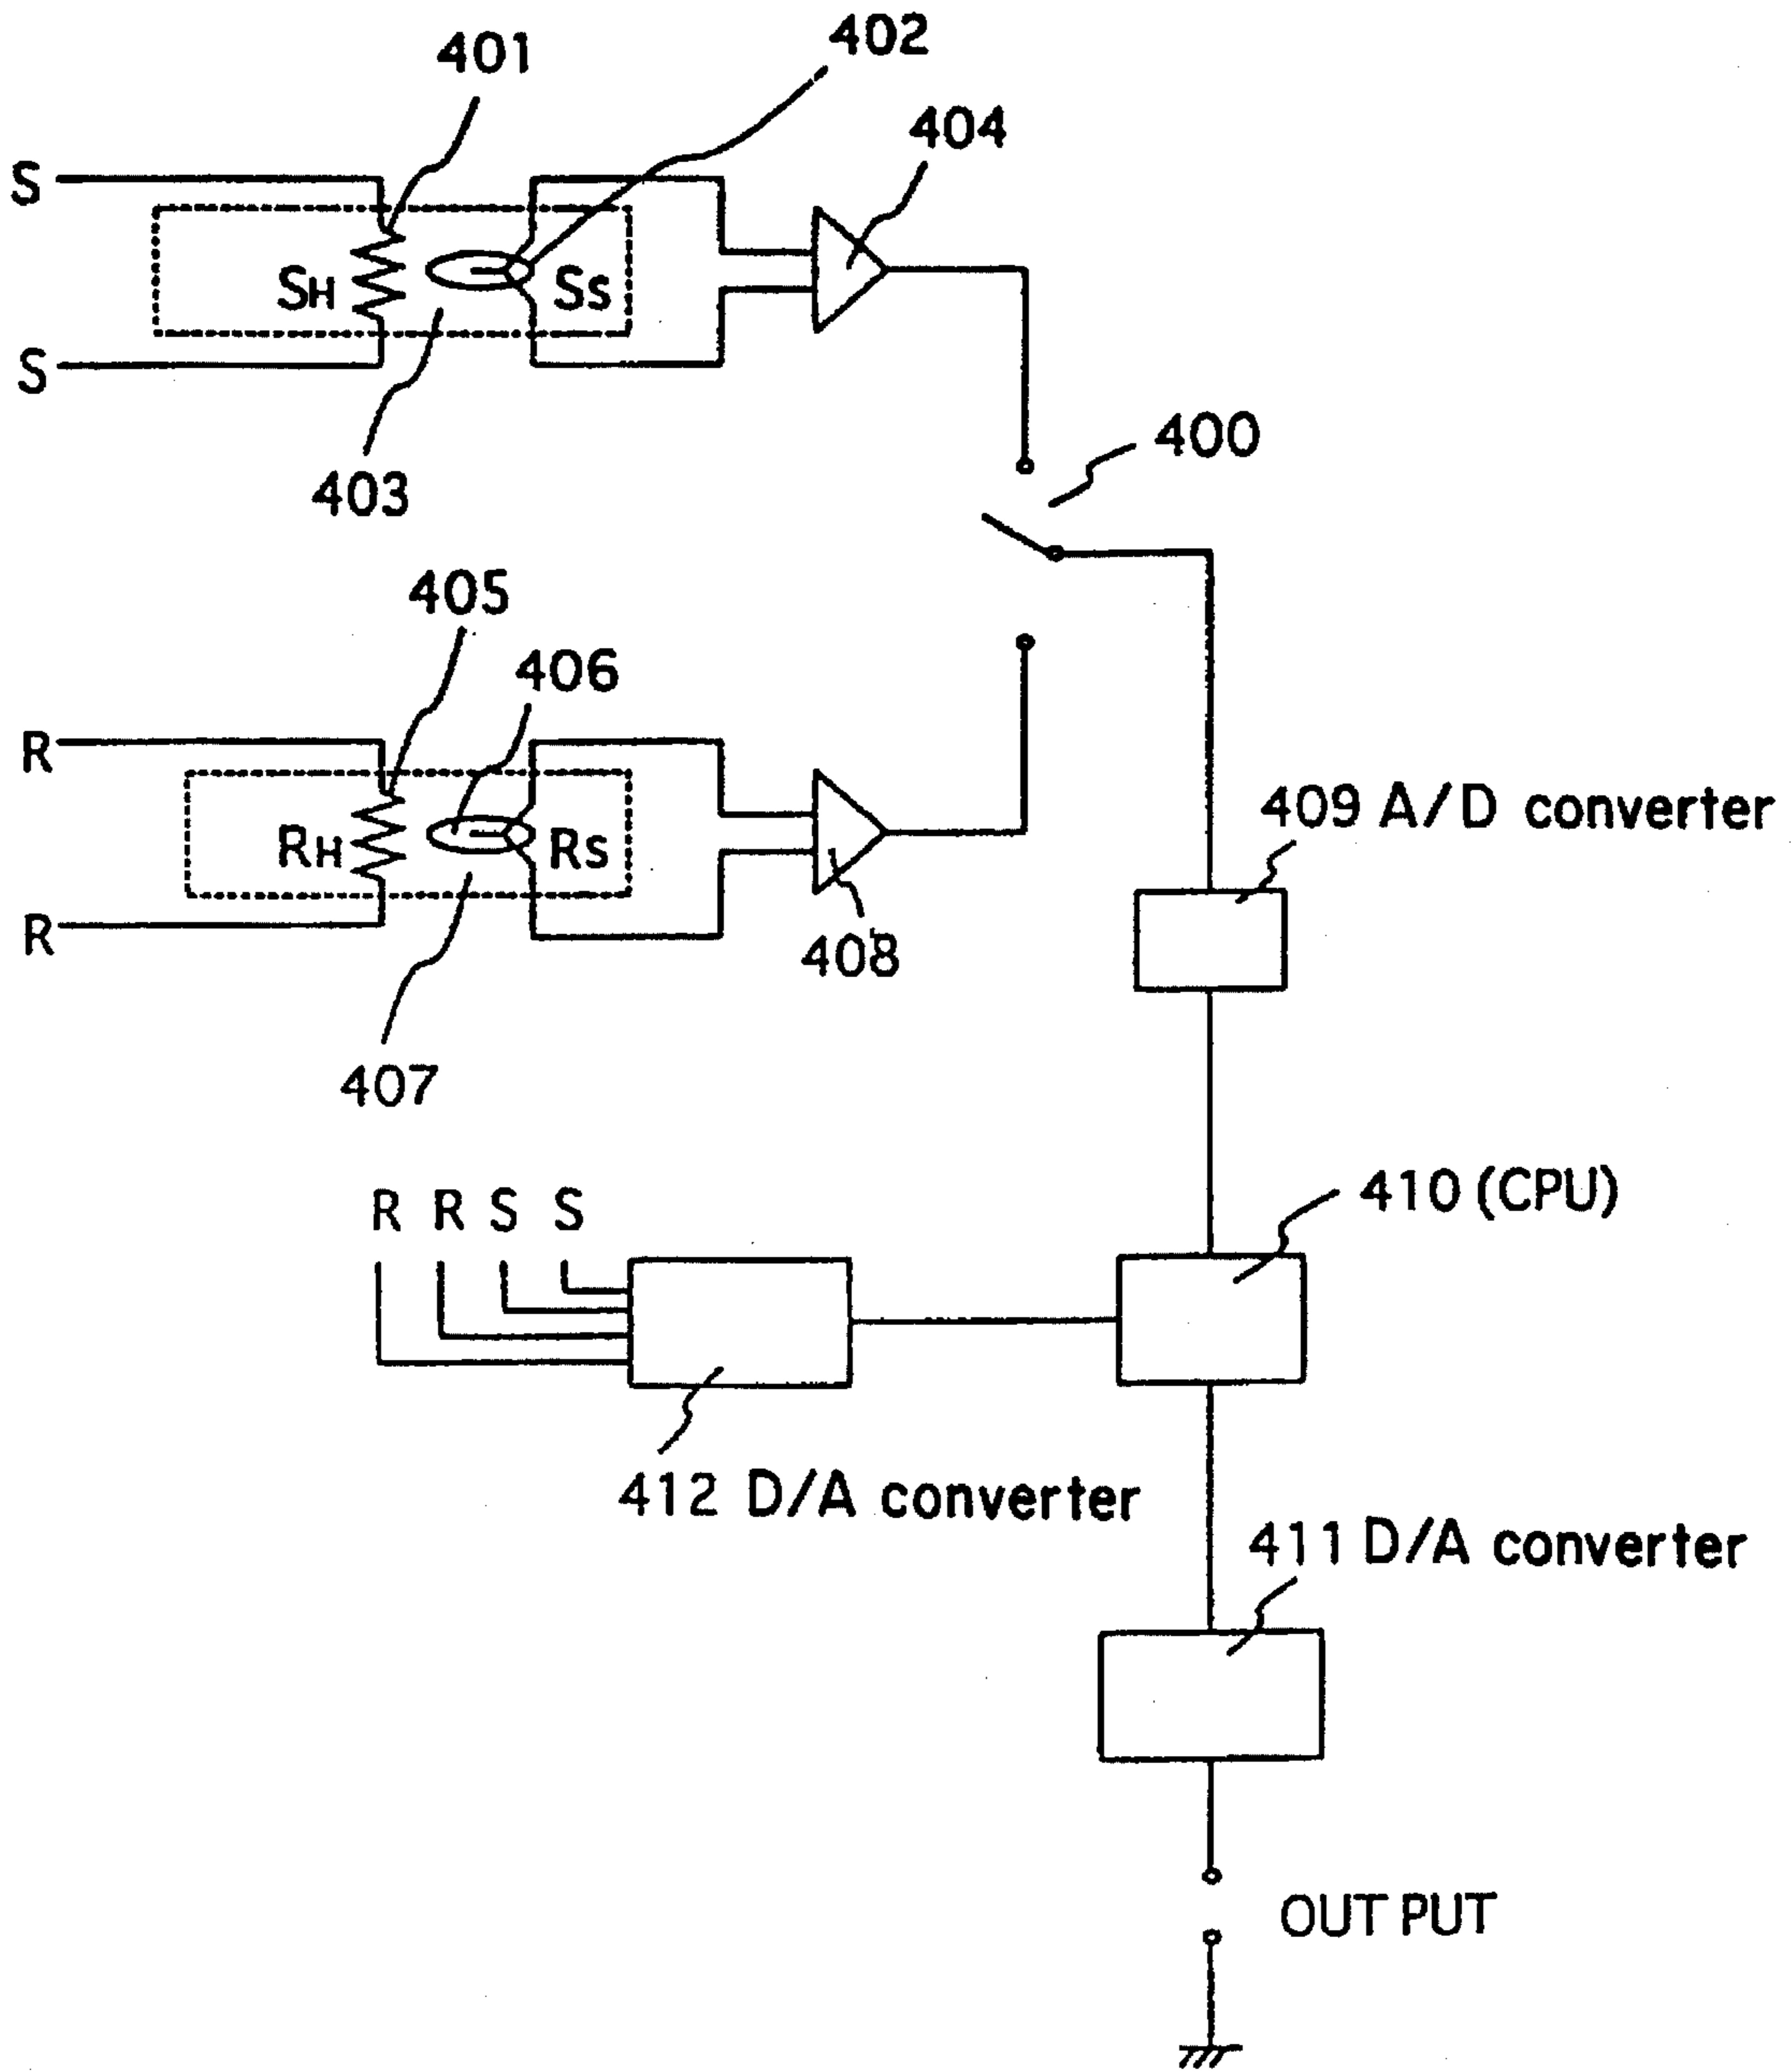 401
402
404
S
SH
Ss
S
403
400
405
406
R
RH
Rs
R
408
407
409 A/D converter
410 (CPU)
R R S S
412 D/A converter
411 D/A converter
OUT PUT